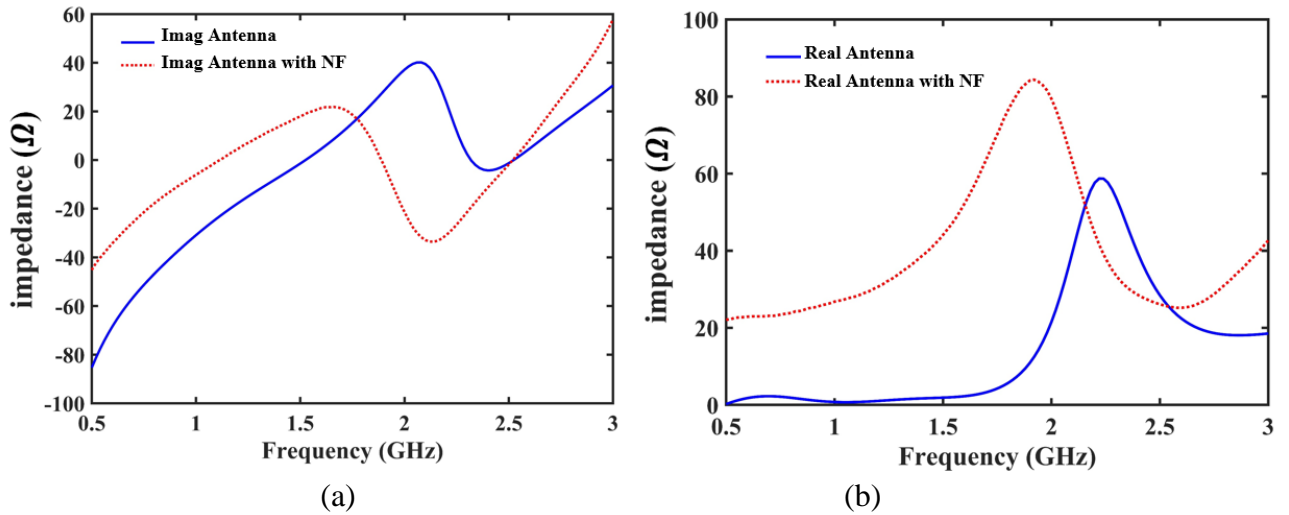 60
40
20
0
-20
-40
-60
-80
-100
impedance (Ω)
Imag Antenna
Imag Antenna with NF
0.5 1 1.5 2 2.5 3
Frequency (GHz)
(a)
100
80
60
40
20
0
impedance (Ω)
Real Antenna
Real Antenna with NF
0.5 1 1.5 2 2.5 3
Frequency (GHz)
(b)